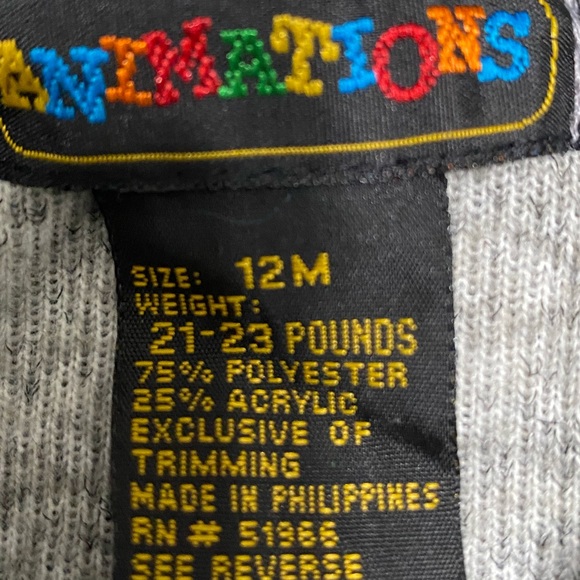 ANIMATIONS
SIZE: 12M
WEIGHT:
21-23 POUNDS
75% POLYESTER
25% ACRYLIC
EXCLUSIVE OF
TRIMMING
MADE IN PHILIPPINES
RN # 51966
SEE REVERSE